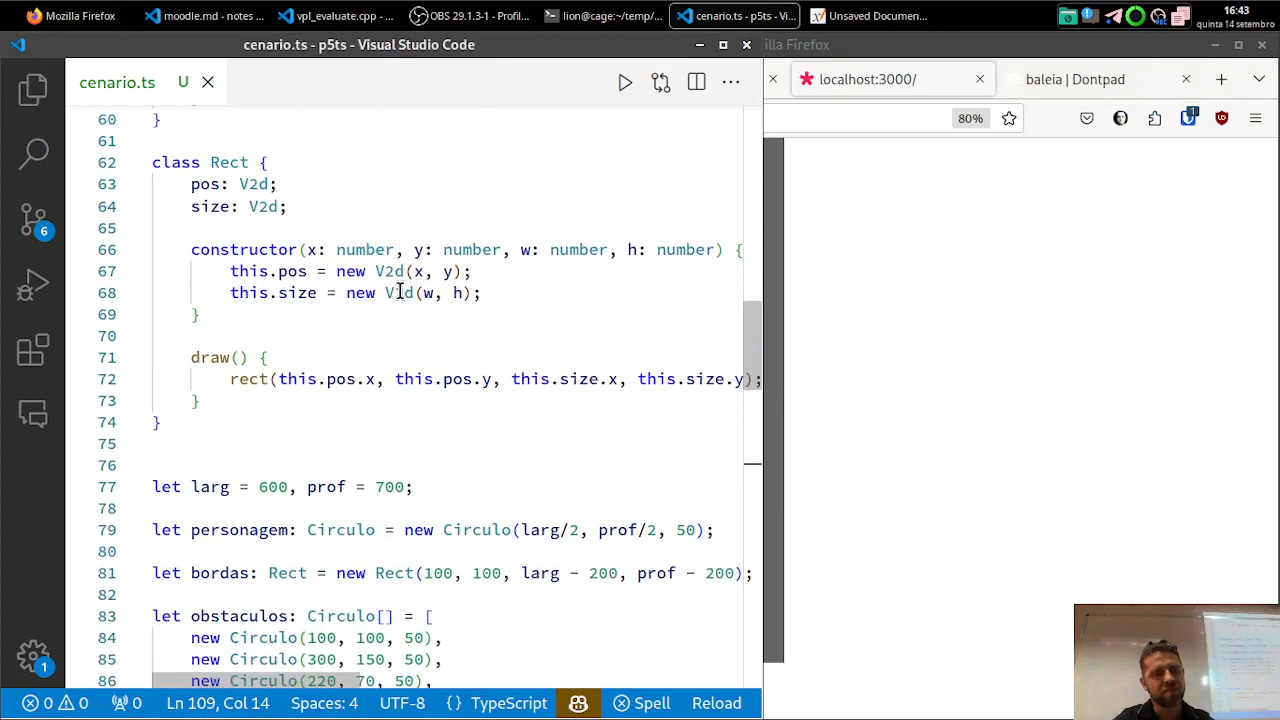 Mozilla Firefox
moodle.md - notes ...
vpl_evaluate.cpp - ...
OBS 29.1.3-1 - Profil...
lion@cage:~/temp/...
cenario.ts - p5ts - Vi...
Unsaved Documen...
16:43
quinta 14 setembro
cenario.ts - p5ts - Visual Studio Code
illa Firefox
cenario.ts U
localhost:3000/
baleia | Dontpad
80%
1
60 }
61
62 class Rect {
63 pos: V2d;
64 size: V2d;
65
66 constructor(x: number, y: number, w: number, h: number) {
67 this.pos = new V2d(x, y);
68 this.size = new V2d(w, h);
69 }
70
71 draw() {
72 rect(this.pos.x, this.pos.y, this.size.x, this.size.y);
73 }
74 }
75
76
77 let larg = 600, prof = 700;
78
79 let personagem: Circulo = new Circulo(larg/2, prof/2, 50);
80
81 let bordas: Rect = new Rect(100, 100, larg - 200, prof - 200);
82
83 let obstaculos: Circulo[] = [
84 new Circulo(100, 100, 50),
85 new Circulo(300, 150, 50),
86 new Circulo(220, 70, 50),
6
1
0 0 0 Ln 109, Col 14 Spaces: 4 UTF-8 {} TypeScript Spell Reload